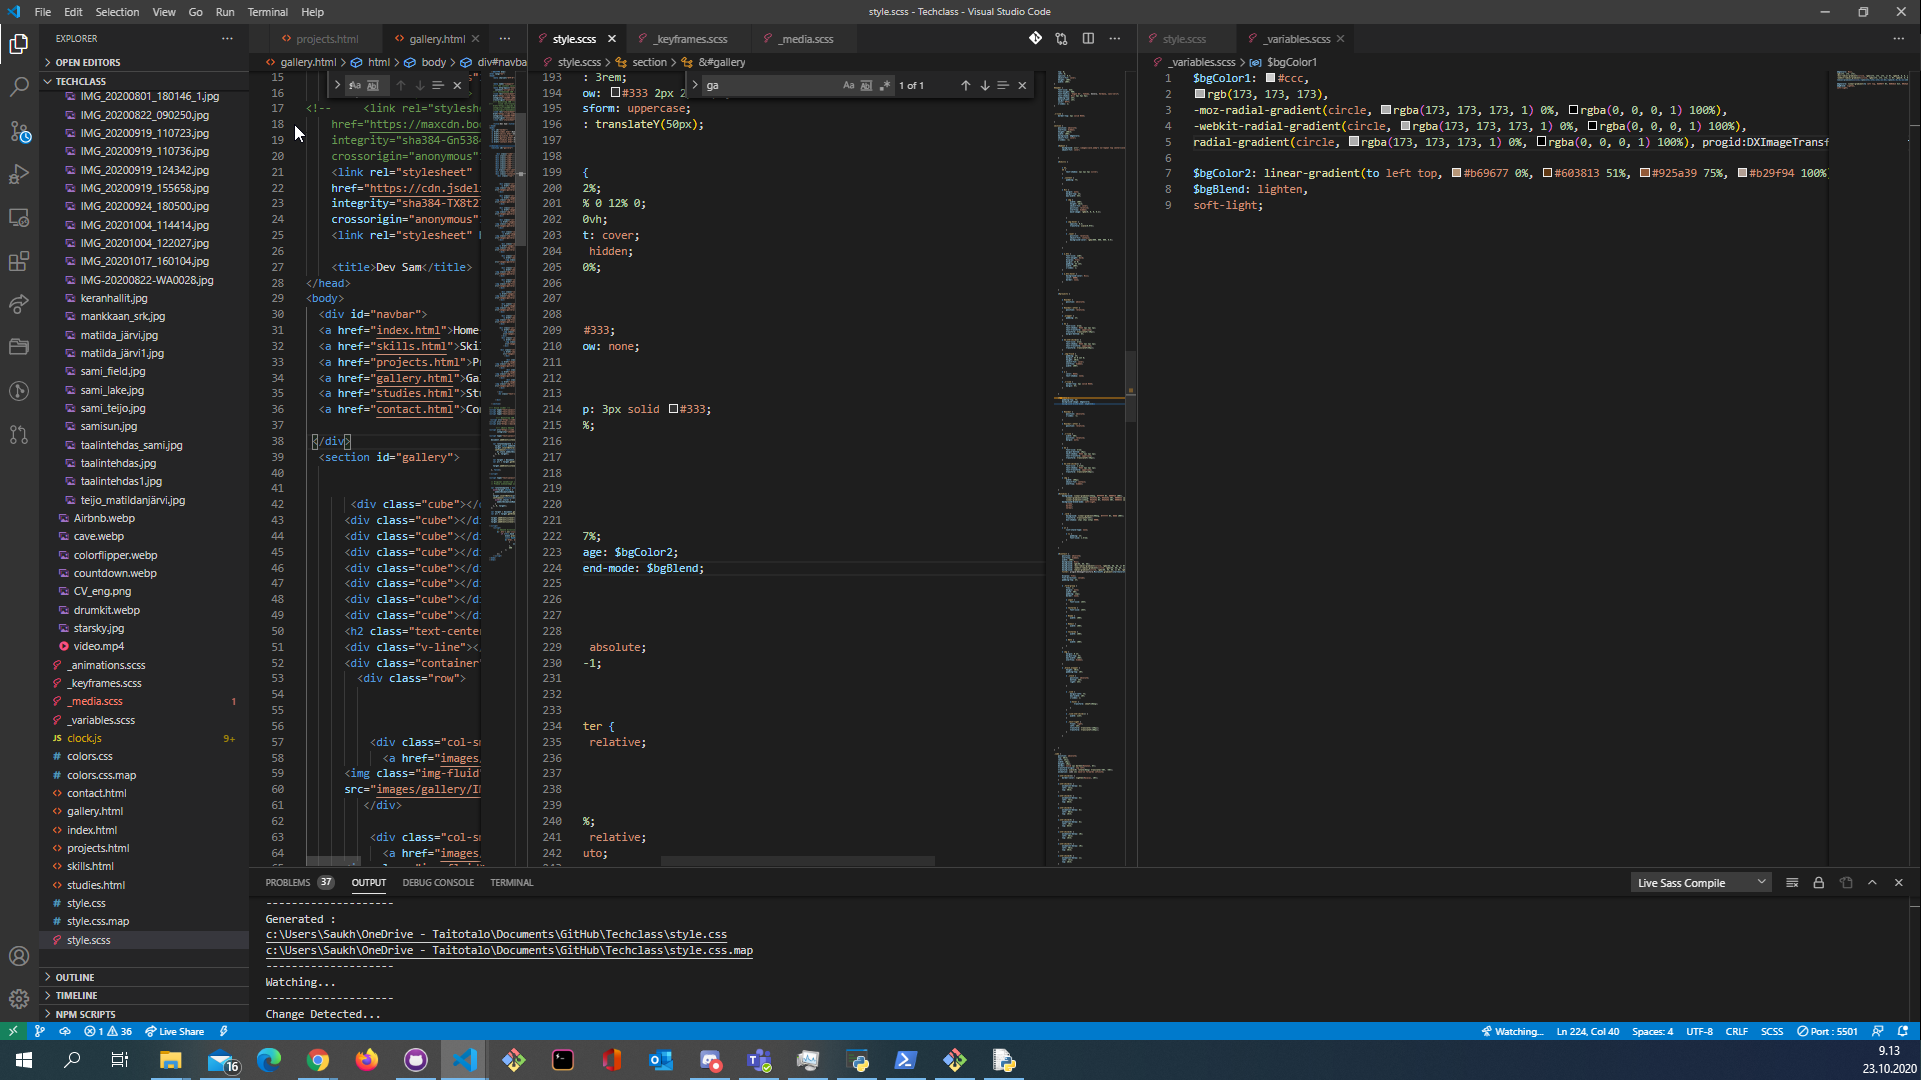 File Edit Selection View Go Run Terminal Help
style.scss - Techclass - Visual Studio Code
EXPLORER
OPEN EDITORS
TECHCLASS
IMG_20200801_180146_1.jpg
IMG_20200822_090250.jpg
IMG_20200919_110723.jpg
IMG_20200919_110736.jpg
IMG_20200919_124342.jpg
IMG_20200919_155658.jpg
IMG_20200924_180500.jpg
IMG_20201004_114414.jpg
IMG_20201004_122027.jpg
IMG_20201017_160104.jpg
IMG-20200822-WA0028.jpg
keranhallit.jpg
mankkaan_srk.jpg
matilda_järvi.jpg
matilda_järvi1.jpg
sami_field.jpg
sami_lake.jpg
sami_teijo.jpg
samisun.jpg
taalintehdas_sami.jpg
taalintehdas.jpg
taalintehdas1.jpg
teijo_matildanjärvi.jpg
Airbnb.webp
cave.webp
colorflipper.webp
countdown.webp
CV_eng.png
drumkit.webp
starsky.jpg
video.mp4
_animations.scss
_keyframes.scss
_media.scss 1
_variables.scss
JS clock.js 9+
# colors.css
# colors.css.map
contact.html
gallery.html
index.html
projects.html
skills.html
studies.html
# style.css
# style.css.map
style.scss
OUTLINE
TIMELINE
NPM SCRIPTS
projects.html gallery.html
gallery.html html body div#navba
15
16
17 <!-- <link rel="stylesh
18 href="https://maxcdn.boo
19 integrity="sha384-Gn5384
20 crossorigin="anonymous"
21 <link rel="stylesheet"
22 href="https://cdn.jsdeli
23 integrity="sha384-TX8t2
24 crossorigin="anonymous"
25 <link rel="stylesheet"
26
27 <title>Dev Sam</title>
28 </head>
29 <body>
30 <div id="navbar">
31 <a href="index.html">Home
32 <a href="skills.html">Ski
33 <a href="projects.html">Pr
34 <a href="gallery.html">Ga
35 <a href="studies.html">St
36 <a href="contact.html">Co
37
38 </div>
39 <section id="gallery">
40
41
42 <div class="cube"></
43 <div class="cube"></di
44 <div class="cube"></di
45 <div class="cube"></di
46 <div class="cube"></di
47 <div class="cube"></di
48 <div class="cube"></di
49 <div class="cube"></di
50 <h2 class="text-cente
51 <div class="v-line"><
52 <div class="container
53 <div class="row">
54
55
56
57 <div class="col-s
58 <a href="images
59 <img class="img-fluid
60 src="images/gallery/I
61 </div>
62
63 <div class="col-s
64 <a href="images
style.scss _keyframes.scss _media.scss
style.scss section &#gallery
ga Aa 1 of 1
193 : 3rem;
194 ow: #333 2px 2
195 sform: uppercase;
196 : translateY(50px);
197
198
199 {
200 2%;
201 % 0 12% 0;
202 0vh;
203 t: cover;
204 hidden;
205 0%;
206
207
208
209 #333;
210 ow: none;
211
212
213
214 p: 3px solid #333;
215 %;
216
217
218
219
220
221
222 7%;
223 age: $bgColor2;
224 end-mode: $bgBlend;
225
226
227
228
229 absolute;
230 -1;
231
232
233
234 ter {
235 relative;
236
237
238
239
240 %;
241 relative;
242 uto;
style.scss _variables.scss
_variables.scss $bgColor1
1 $bgColor1: #ccc,
2 rgb(173, 173, 173),
3 -moz-radial-gradient(circle, rgba(173, 173, 173, 1) 0%, rgba(0, 0, 0, 1) 100%),
4 -webkit-radial-gradient(circle, rgba(173, 173, 173, 1) 0%, rgba(0, 0, 0, 1) 100%),
5 radial-gradient(circle, rgba(173, 173, 173, 1) 0%, rgba(0, 0, 0, 1) 100%), progid:DXImageTransf
6
7 $bgColor2: linear-gradient(to left top, #b69677 0%, #603813 51%, #925a39 75%, #b29f94 100%
8 $bgBlend: lighten,
9 soft-light;
PROBLEMS 37 OUTPUT DEBUG CONSOLE TERMINAL
Live Sass Compile
--------------------
Generated :
c:\Users\Saukh\OneDrive - Taitotalo\Documents\GitHub\Techclass\style.css
c:\Users\Saukh\OneDrive - Taitotalo\Documents\GitHub\Techclass\style.css.map
--------------------
Watching...
--------------------
Change Detected...
1 36 Live Share
Watching... Ln 224, Col 40 Spaces: 4 UTF-8 CRLF SCSS Port : 5501
16
9.13
23.10.2020